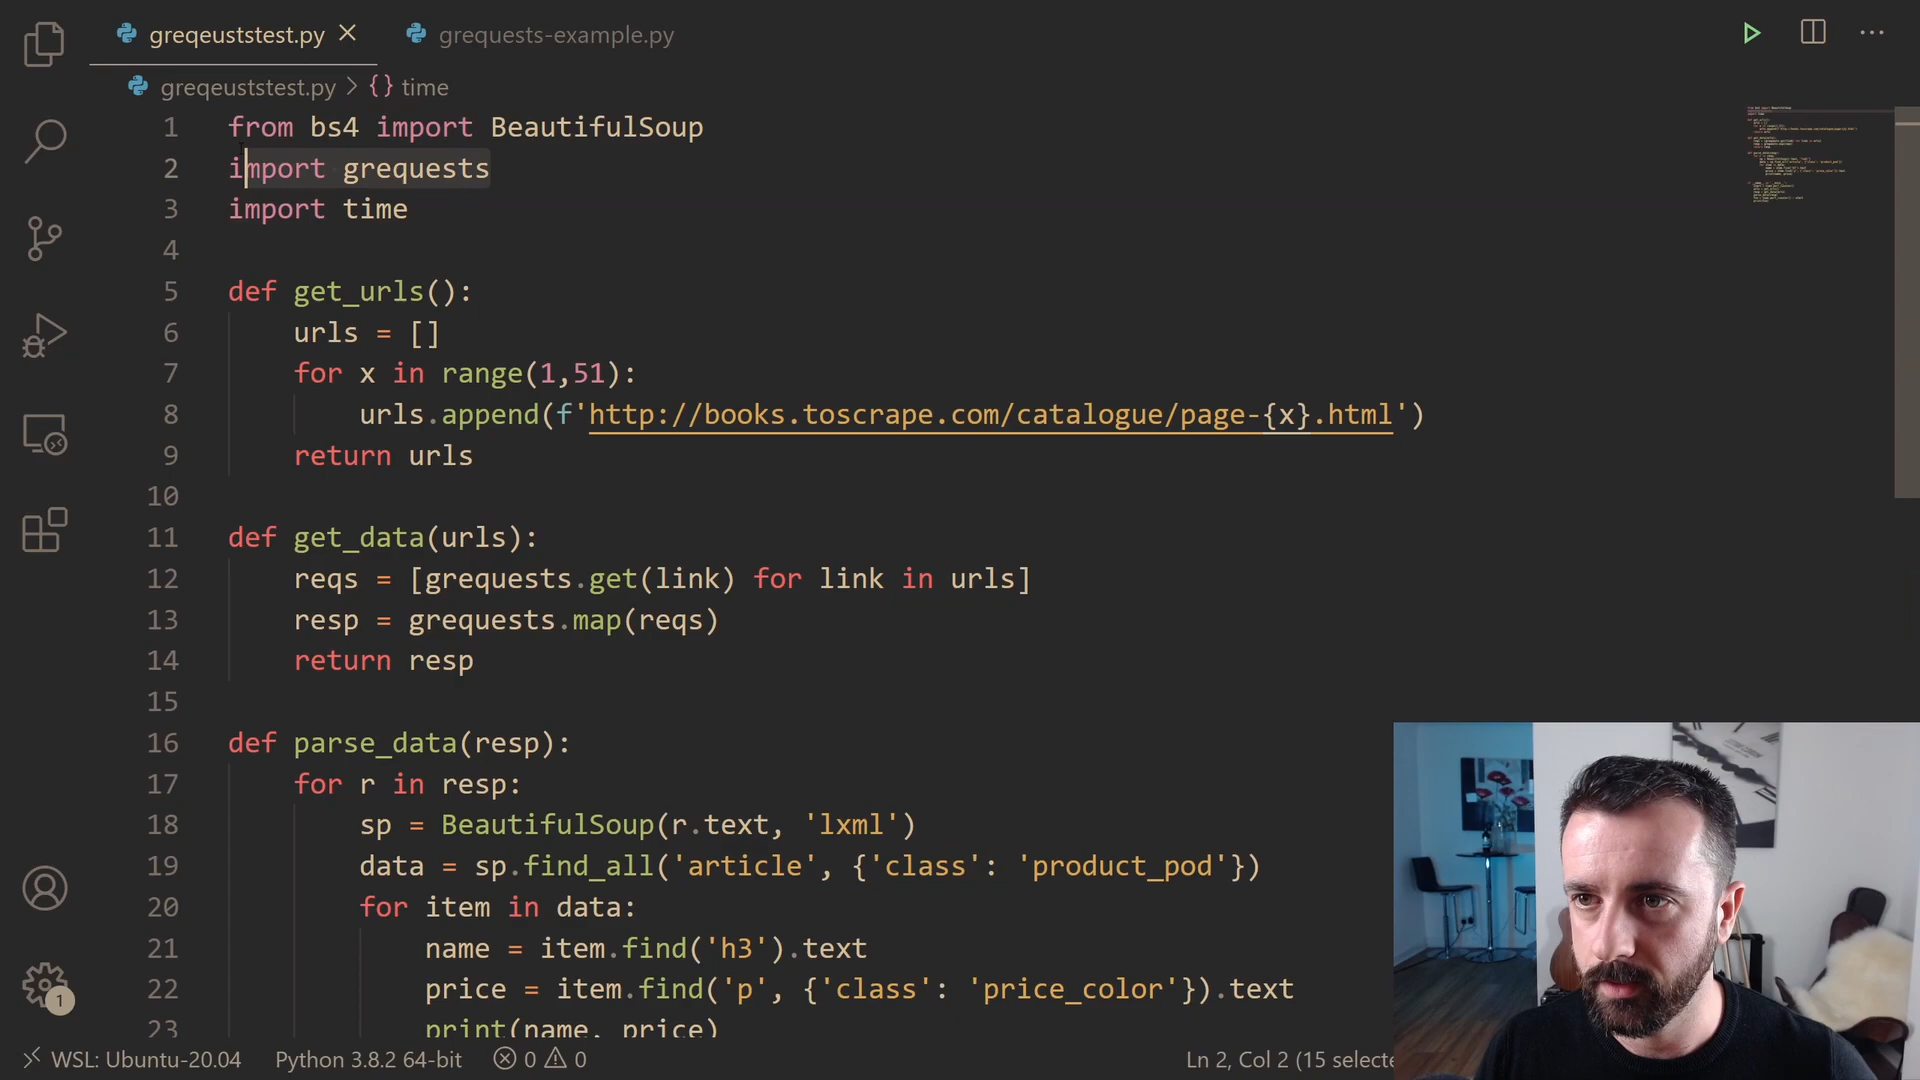 greqeuststest.py
grequests-example.py
greqeuststest.py > {} time
1 from bs4 import BeautifulSoup
2 import grequests
3 import time
4
5 def get_urls():
6 urls = []
7 for x in range(1,51):
8 urls.append(f'http://books.toscrape.com/catalogue/page-{x}.html')
9 return urls
10
11 def get_data(urls):
12 reqs = [grequests.get(link) for link in urls]
13 resp = grequests.map(reqs)
14 return resp
15
16 def parse_data(resp):
17 for r in resp:
18 sp = BeautifulSoup(r.text, 'lxml')
19 data = sp.find_all('article', {'class': 'product_pod'})
20 for item in data:
21 name = item.find('h3').text
22 price = item.find('p', {'class': 'price_color'}).text
23 print(name, price)
1
WSL: Ubuntu-20.04 Python 3.8.2 64-bit 0 0 Ln 2, Col 2 (15 selecte